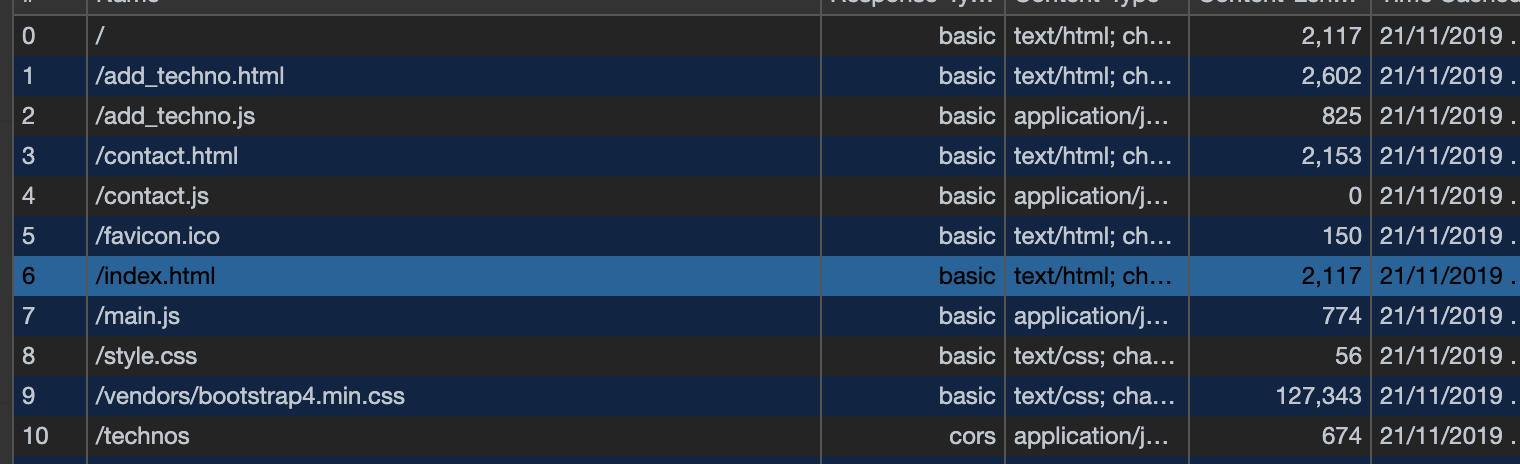 # Name Response-Ty... Content-Type Content-Len... Time Cached
0 / basic text/html; ch... 2,117 21/11/2019 .
1 /add_techno.html basic text/html; ch... 2,602 21/11/2019 .
2 /add_techno.js basic application/j... 825 21/11/2019 .
3 /contact.html basic text/html; ch... 2,153 21/11/2019 .
4 /contact.js basic application/j... 0 21/11/2019 .
5 /favicon.ico basic text/html; ch... 150 21/11/2019 .
6 /index.html basic text/html; ch... 2,117 21/11/2019 .
7 /main.js basic application/j... 774 21/11/2019 .
8 /style.css basic text/css; cha... 56 21/11/2019 .
9 /vendors/bootstrap4.min.css basic text/css; cha... 127,343 21/11/2019 .
10 /technos cors application/j... 674 21/11/2019 .